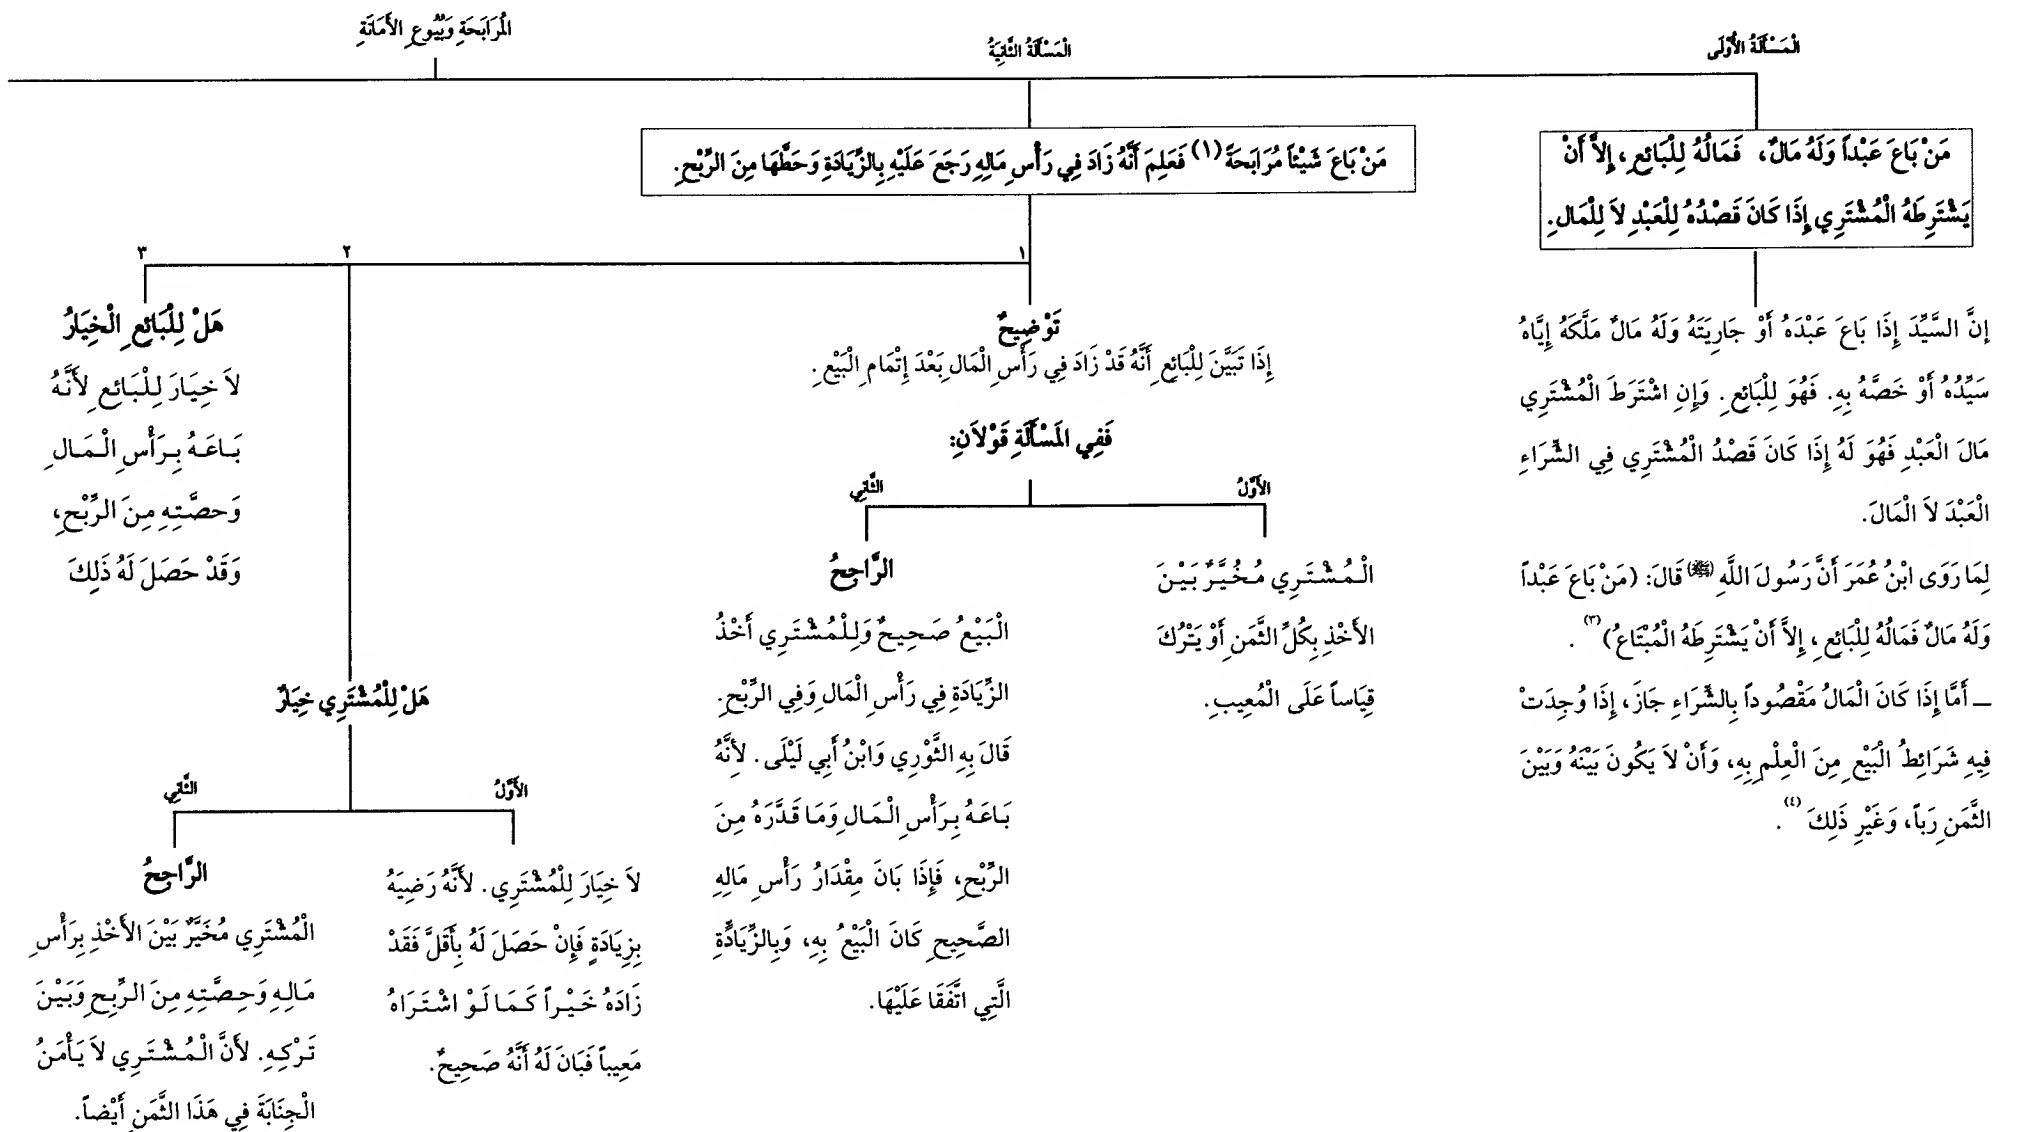 الْمُرَابَحَةِ وَبُيُوعِ الأَمَانَةِ
الْمَسْأَلَةُ الأُوْلَى
مَنْ بَاعَ عَبْداً وَلَهُ مَالٌ، فَمَالُهُ لِلْبَائِعِ، إِلاَّ أَنْ
يَشْتَرِطَهُ الْمُشْتَرِي إِذَا كَانَ قَصْدُهُ لِلْعَبْدِ لاَ لِلْمَالِ.
إنَّ السَّيِّدَ إِذَا بَاعَ عَبْدَهُ أَوْ جَارِيَتَهُ وَلَهُ مَالٌ مَلَّكَهُ إِيَّاهُ
سَيِّدُهُ أَوْ خَصَّهُ بِهِ. فَهُوَ لِلْبَائِعِ. وَإِنِ اشْتَرَطَ الْمُشْتَرِي
مَالَ الْعَبْدِ فَهُوَ لَهُ إِذَا كَانَ قَصْدُ الْمُشْتَرِي فِي الشِّرَاءِ
الْعَبْدَ لاَ الْمَالَ.
لِمَا رَوَى ابْنُ عُمَرَ أَنَّ رَسُولَ اللَّهِ (ﷺ) قَالَ: (مَنْ بَاعَ عَبْداً
وَلَهُ مَالٌ فَمَالُهُ لِلْبَائِعِ، إِلاَّ أَنْ يَشْتَرِطَهُ الْمُبْتَاعُ)(٣).
ـ أَمَّا إِذَا كَانَ الْمَالُ مَقْصُوداً بِالشِّرَاءِ جَازَ، إِذَا وُجِدَتْ
فِيهِ شَرَائِطُ الْبَيْعِ مِنَ الْعِلْمِ بِهِ، وَأَنْ لاَ يَكُونَ بَيْنَهُ وَبَيْنَ
الثَّمَنِ رَباً، وَغَيْرِ ذَلِكَ (٤).
الْمَسْأَلَةُ الثَّانِيَةُ
مَنْ بَاعَ شَيْئاً مُرَابَحَةً(١) فَعَلِمَ أَنَّهُ زَادَ فِي رَأْسِ مَالِهِ رَجَعَ عَلَيْهِ بِالزِّيَادَةِ وَحَطَّهَا مِنَ الرِّبْحِ.
١
تَوْضِيحٌ
إِذَا تَبَيَّنَ لِلْبَائِعِ أَنَّهُ قَدْ زَادَ فِي رَأْسِ الْمَالِ بَعْدَ إِتْمَامِ الْبَيْعِ.
فَفِي الْمَسْأَلَةِ قَوْلاَنِ:
الأَوَّلُ
الْمُشْتَرِي مُخُيَّرٌ بَيْنَ
الأَخْذِ بِكُلِّ الثَّمَنِ أَوْ يَتْرُكَ
قِيَاساً عَلَى الْمُعِيبِ.
الثَّانِي
الرَّاجِحُ
الْبَيْعُ صَحِيحٌ وَلِلْمُشْتَرِي أَخْذُ
الزِّيَادَةِ فِي رَأْسِ الْمَالِ وَفِي الرِّبْحِ.
قَالَ بِهِ الثَّوْرِي وَابْنُ أَبِي لَيْلَى. لأنَّهُ
بَاعَهُ بِرَأْسِ الْمَالِ وَمَا قَدَّرَهُ مِنَ
الرِّبْحِ، فَإِذَا بَانَ مِقْدَارُ رَأْسِ مَالِهِ
الصَّحِيحِ كَانَ الْبَيْعُ بِهِ، وَبِالزِّيَادَةِ
الَّتِي اتَّفَقَا عَلَيْهَا.
٢
هَلْ لِلْمُشْتَرِي خِيَارٌ
الأَوَّلُ
لاَ خِيَارَ لِلْمُشْتَرِي. لأَنَّهُ رَضِيَهُ
بِزِيَادَةٍ فَإِنْ حَصَلَ لَهُ بِأَقَلَّ فَقَدْ
زَادَهُ خَيْراً كَمَا لَوْ اشْتَرَاهُ
مَعِيباً فَبَانَ لَهُ أَنَّهُ صَحِيحٌ.
الثَّانِي
الرَّاجِحُ
الْمُشْتَرِي مُخَيَّرٌ بَيْنَ الأَخْذِ بِرَأْسِ
مَالِهِ وَحِصَّتِهِ مِنَ الرِّبِحِ وَبَيْنَ
تَرْكِهِ. لأَنَّ الْمُشْتَرِي لاَ يَأْمَنُ
الْجِنَابَةَ فِي هَذَا الثَّمَنِ أَيْضاً.
٣
هَلْ لِلْبَائِعِ الْخِيَارُ
لاَ خِيَارَ لِلْبَائِعِ لأَنَّهُ
بَاعَهُ بِرَأْسِ الْمَالِ
وَحصَّتِهِ مِنَ الرِّبْحِ،
وَقَدْ حَصَلَ لَهُ ذَلِكَ